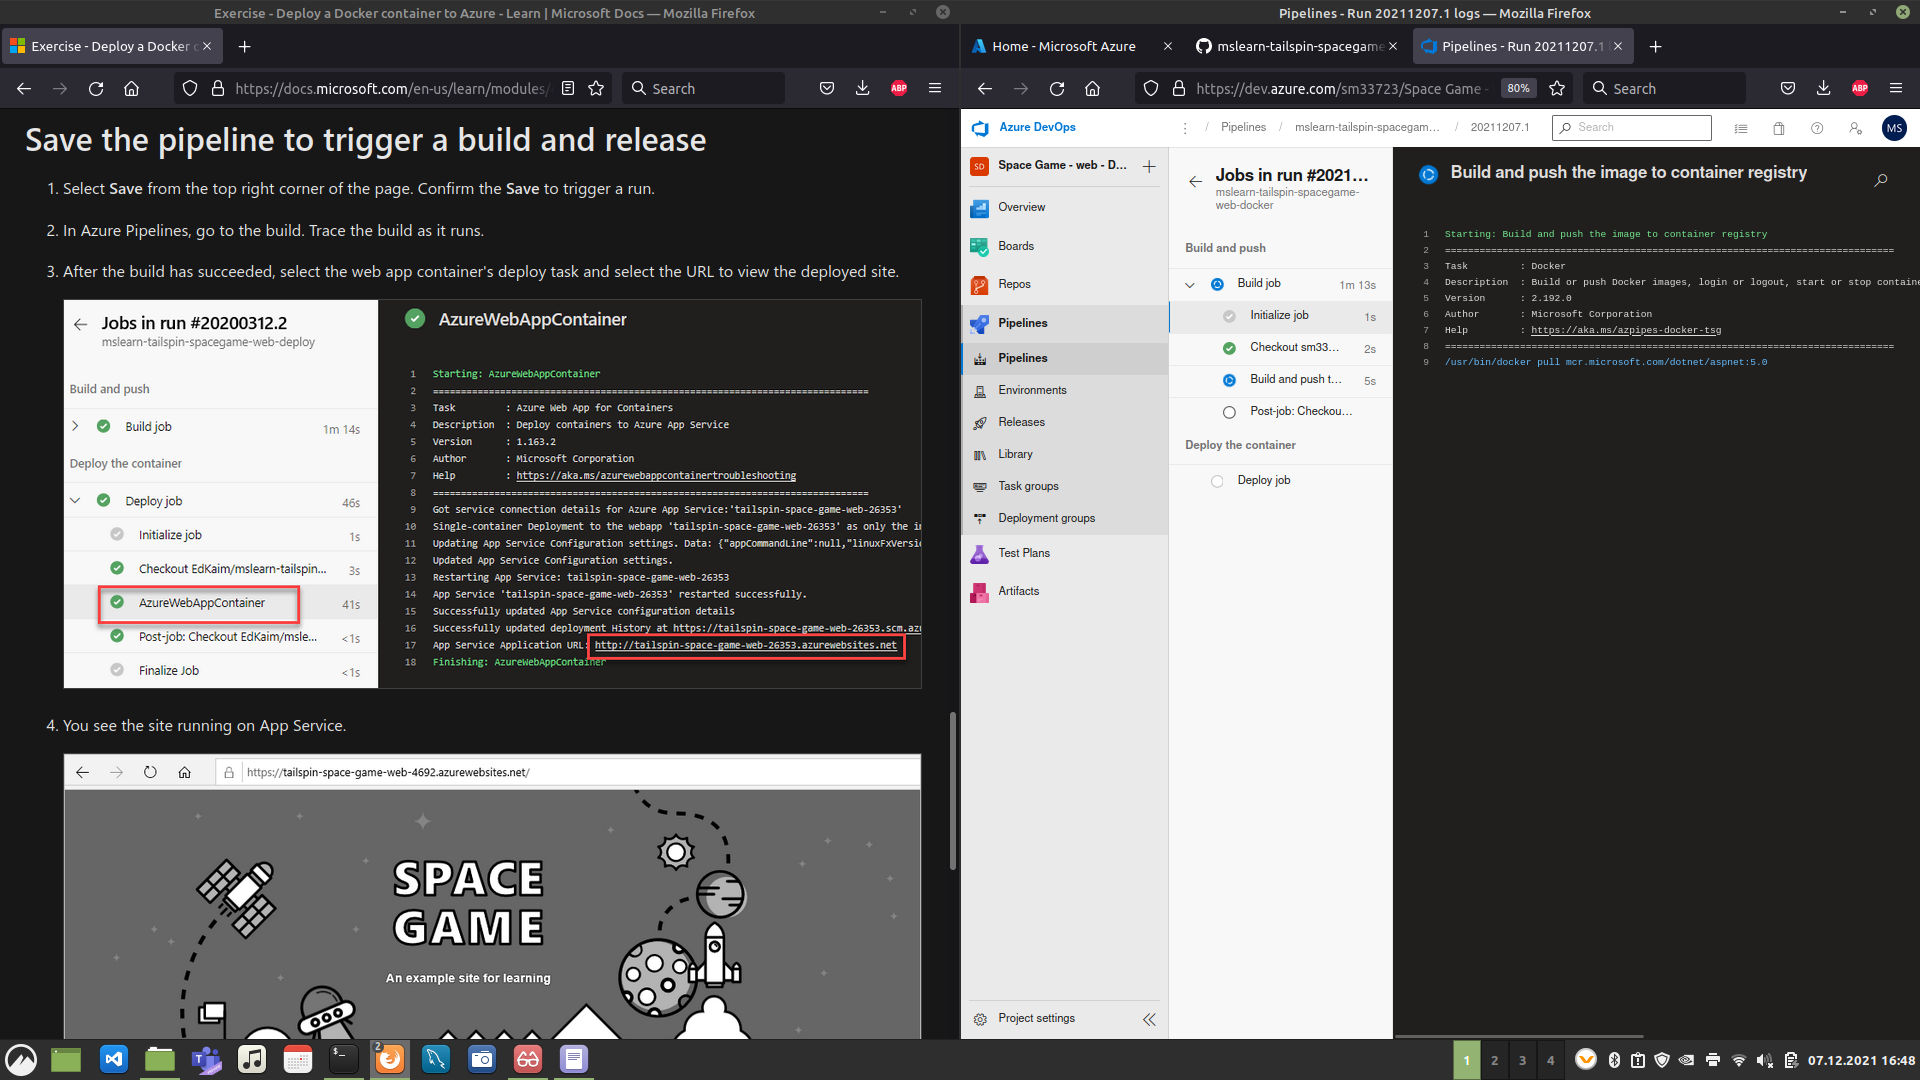 Exercise - Deploy a Docker container to Azure - Learn | Microsoft Docs — Mozilla Firefox
Exercise - Deploy a Docker c
https://docs.microsoft.com/en-us/learn/modules/
Search
ABP
Save the pipeline to trigger a build and release
1. Select Save from the top right corner of the page. Confirm the Save to trigger a run.
2. In Azure Pipelines, go to the build. Trace the build as it runs.
3. After the build has succeeded, select the web app container's deploy task and select the URL to view the deployed site.
Jobs in run #20200312.2
mslearn-tailspin-spacegame-web-deploy
Build and push
Build job 1m 14s
Deploy the container
Deploy job 46s
Initialize job 1s
Checkout EdKaim/mslearn-tailspin... 3s
AzureWebAppContainer 41s
Post-job: Checkout EdKaim/msle... <1s
Finalize Job <1s
AzureWebAppContainer
1 Starting: AzureWebAppContainer
2 ==============================================================================
3 Task : Azure Web App for Containers
4 Description : Deploy containers to Azure App Service
5 Version : 1.163.2
6 Author : Microsoft Corporation
7 Help : https://aka.ms/azurewebappcontainertroubleshooting
8 ==============================================================================
9 Got service connection details for Azure App Service:'tailspin-space-game-web-26353'
10 Single-container Deployment to the webapp 'tailspin-space-game-web-26353' as only the i
11 Updating App Service Configuration settings. Data: {"appCommandLine":null,"linuxFxVersi
12 Updated App Service Configuration settings.
13 Restarting App Service: tailspin-space-game-web-26353
14 App Service 'tailspin-space-game-web-26353' restarted successfully.
15 Successfully updated App Service configuration details
16 Successfully updated deployment History at https://tailspin-space-game-web-26353.scm.azu
17 App Service Application URL: http://tailspin-space-game-web-26353.azurewebsites.net
18 Finishing: AzureWebAppContainer
4. You see the site running on App Service.
https://tailspin-space-game-web-4692.azurewebsites.net/
SPACE
GAME
An example site for learning
Pipelines - Run 20211207.1 logs — Mozilla Firefox
Home - Microsoft Azure
mslearn-tailspin-spacegame
Pipelines - Run 20211207.1
https://dev.azure.com/sm33723/Space Game -
80%
Search
ABP
Azure DevOps
/ Pipelines / mslearn-tailspin-spacegam... / 20211207.1
Search
MS
SD Space Game - web - D...
Overview
Boards
Repos
Pipelines
Pipelines
Environments
Releases
Library
Task groups
Deployment groups
Test Plans
Artifacts
Project settings
Jobs in run #2021...
mslearn-tailspin-spacegame-
web-docker
Build and push
Build job 1m 13s
Initialize job 1s
Checkout sm33... 2s
Build and push t... 5s
Post-job: Checkou...
Deploy the container
Deploy job
Build and push the image to container registry
1 Starting: Build and push the image to container registry
2 ==============================================================================
3 Task : Docker
4 Description : Build or push Docker images, login or logout, start or stop containe
5 Version : 2.192.0
6 Author : Microsoft Corporation
7 Help : https://aka.ms/azpipes-docker-tsg
8 ==============================================================================
9 /usr/bin/docker pull mcr.microsoft.com/dotnet/aspnet:5.0
2
1 2 3 4
07.12.2021 16:48